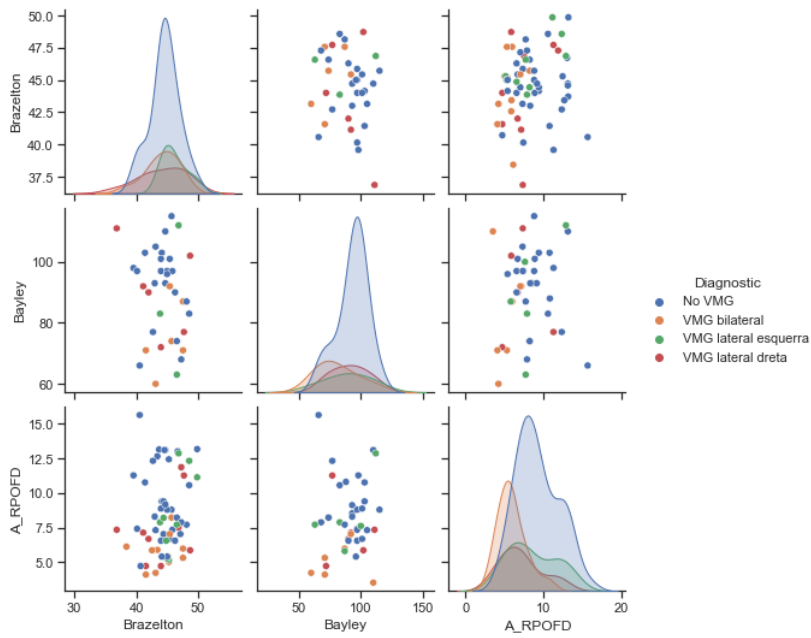 50.0
47.5
45.0
42.5
40.0
37.5
Brazelton
100
80
60
Bayley
15.0
12.5
10.0
7.5
5.0
A_RPOFD
30 40 50
Brazelton
50 100 150
Bayley
0 10 20
A_RPOFD
Diagnostic
No VMG
VMG bilateral
VMG lateral esquerra
VMG lateral dreta